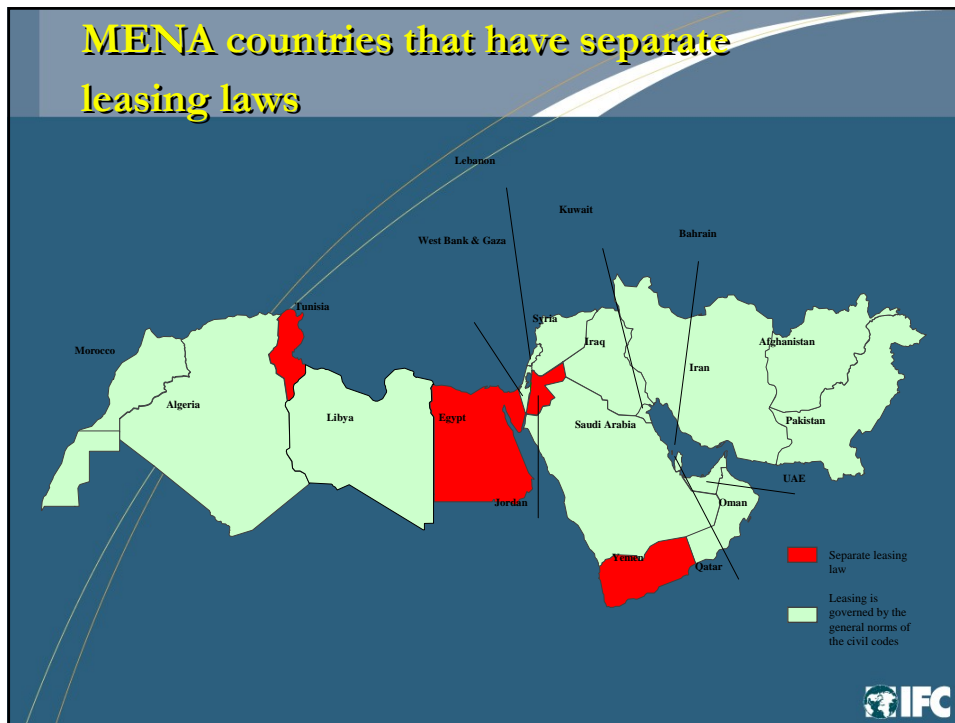 MENA countries that have separate
leasing laws
Lebanon
Kuwait
West Bank & Gaza
Bahrain
Tunisia
Syria
Morocco
Iraq
Afghanistan
Iran
Algeria
Libya
Egypt
Saudi Arabia
Pakistan
UAE
Jordan
Oman
Yemen
Qatar
Separate leasing
law
Leasing is
governed by the
general norms of
the civil codes
IFC